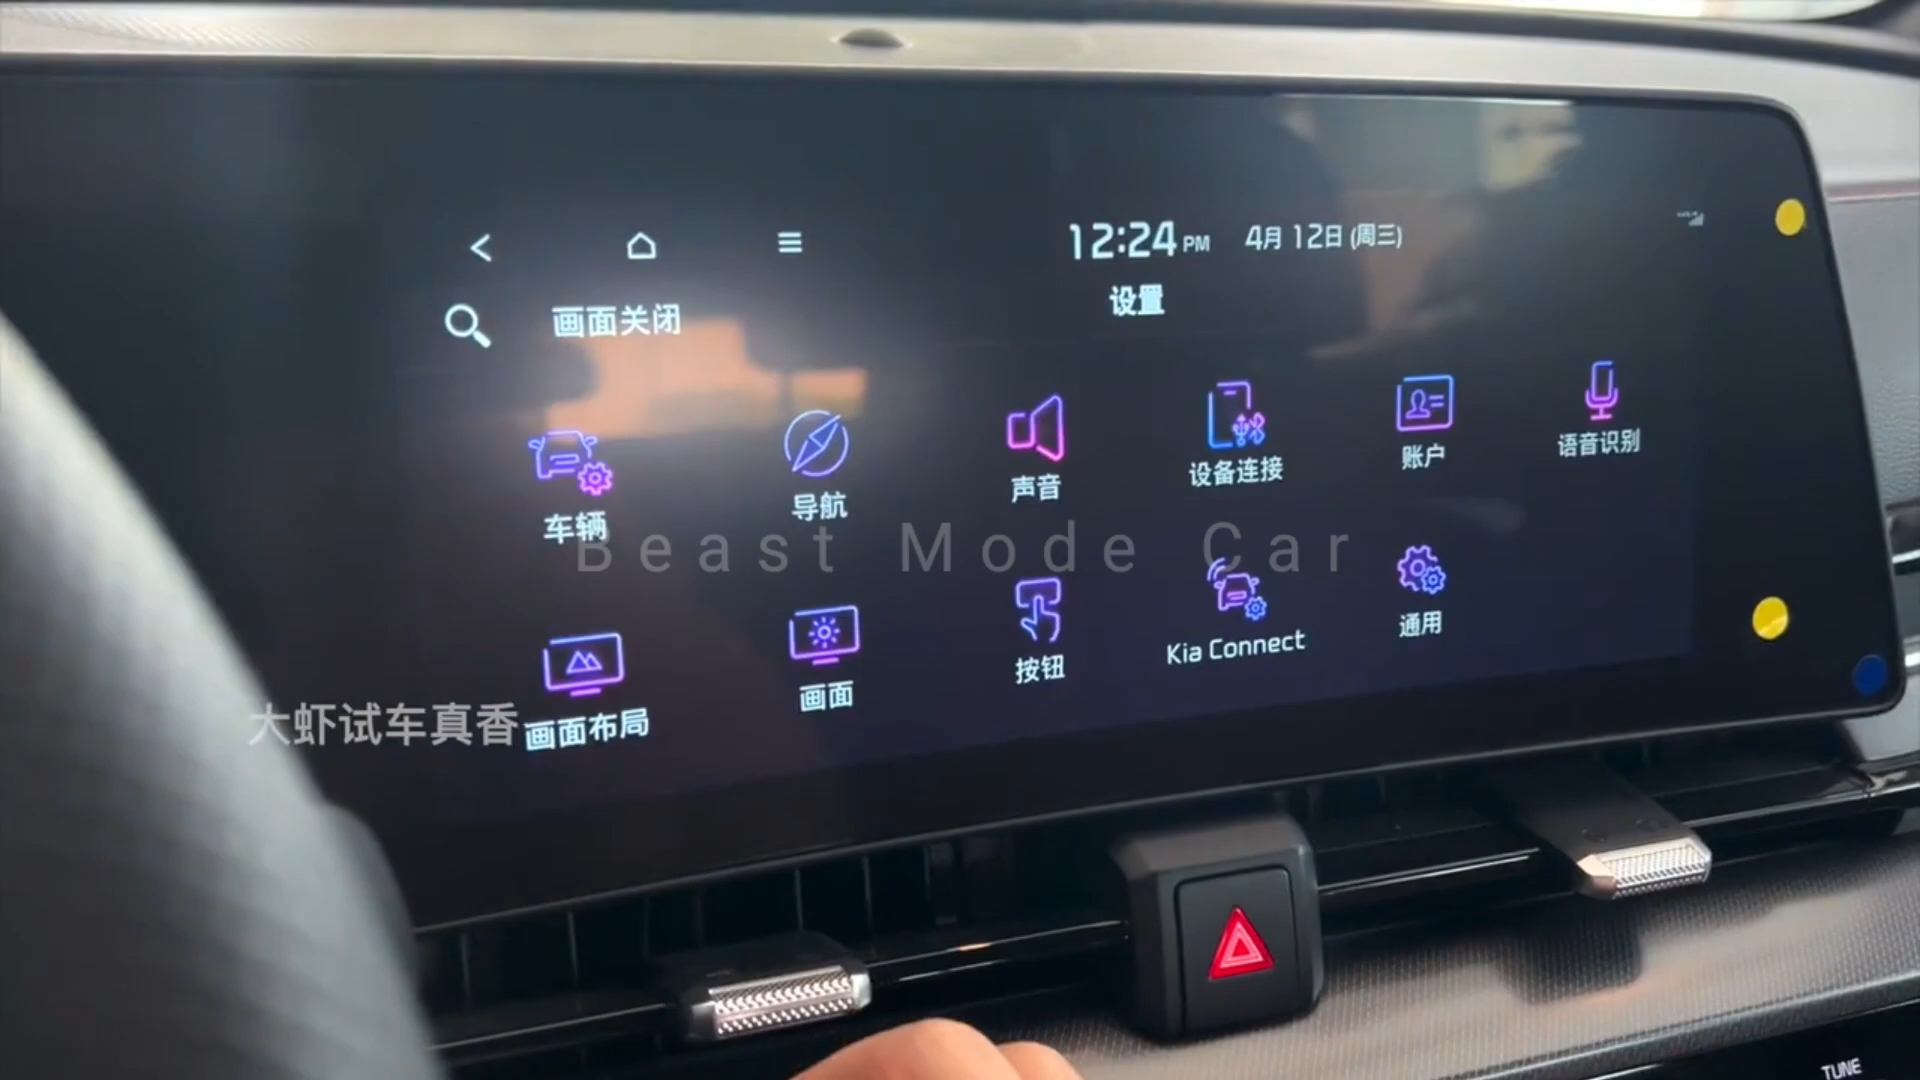 12:24 PM 4月 12日 (周三)
设置
画面关闭
车辆
导航
声音
设备连接
账户
语音识别
Beast Mode Car
画面布局
画面
按钮
Kia Connect
通用
大虾试车真香
TUNE